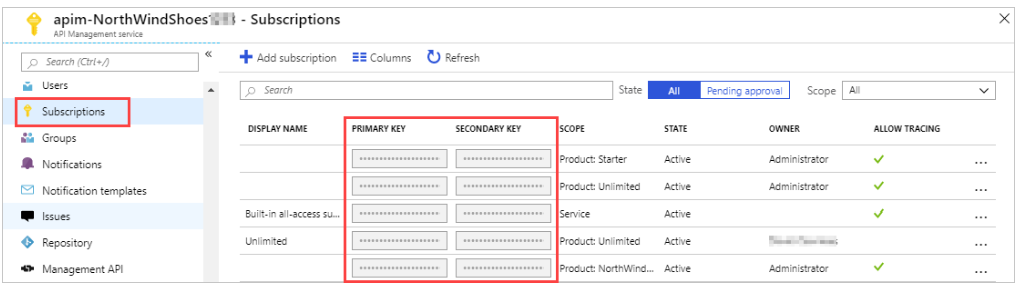 apim-NorthWindShoes - Subscriptions
API Management service
Search (Ctrl+/)
«
Users
Subscriptions
Groups
Notifications
Notification templates
Issues
Repository
Management API
Add subscription Columns Refresh
Search State All Pending approval Scope All
DISPLAY NAME PRIMARY KEY SECONDARY KEY SCOPE STATE OWNER ALLOW TRACING
Product: Starter Active Administrator ...
Product: Unlimited Active Administrator ...
Built-in all-access su... Service Active ...
Unlimited Product: Unlimited Active ...
Product: NorthWind... Active Administrator ...